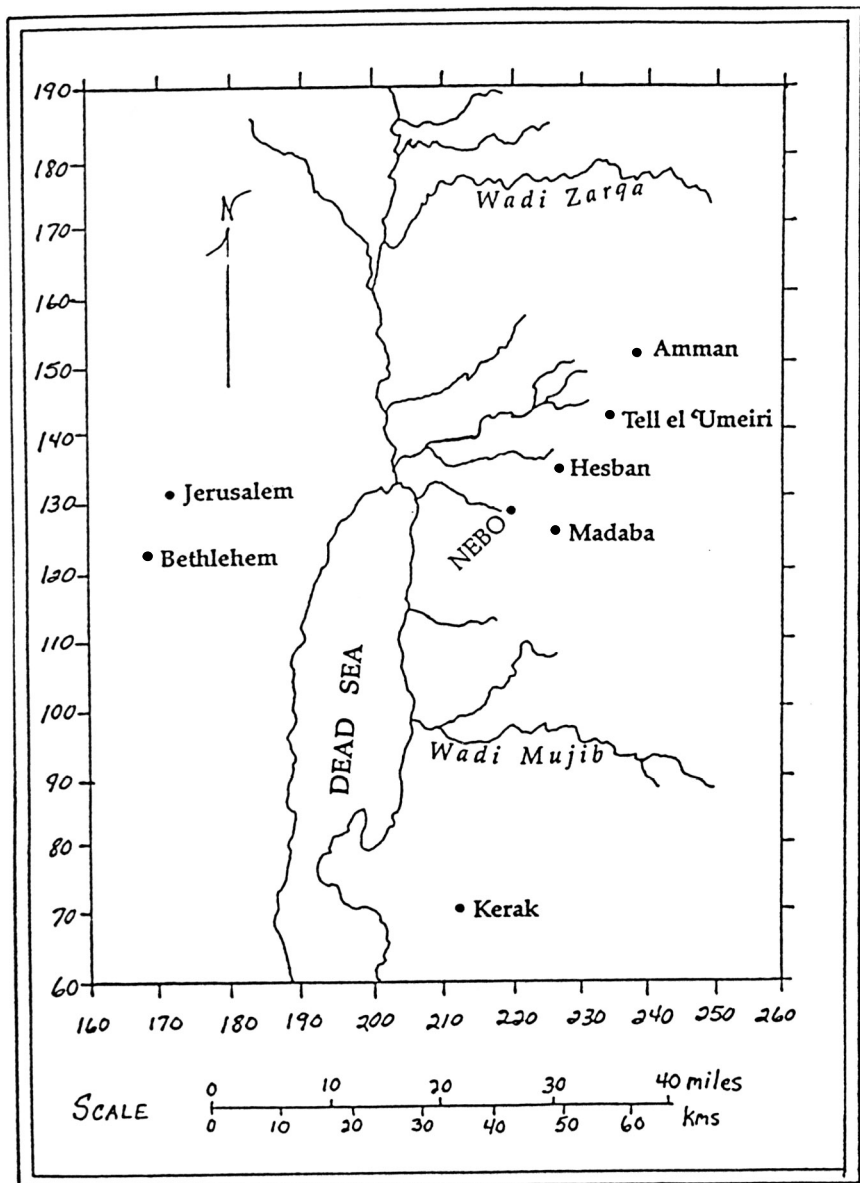 190
180
170
160
150
140
130
120
110
100
90
80
70
60
160 170 180 190 200 210 220 230 240 250 260
N
Wadi Zarqa
Amman
Tell el ʿUmeiri
Hesban
Jerusalem
NEBO
Madaba
Bethlehem
DEAD SEA
Wadi Mujib
Kerak
SCALE
0 10 20 30 40 miles
0 10 20 30 40 50 60 kms